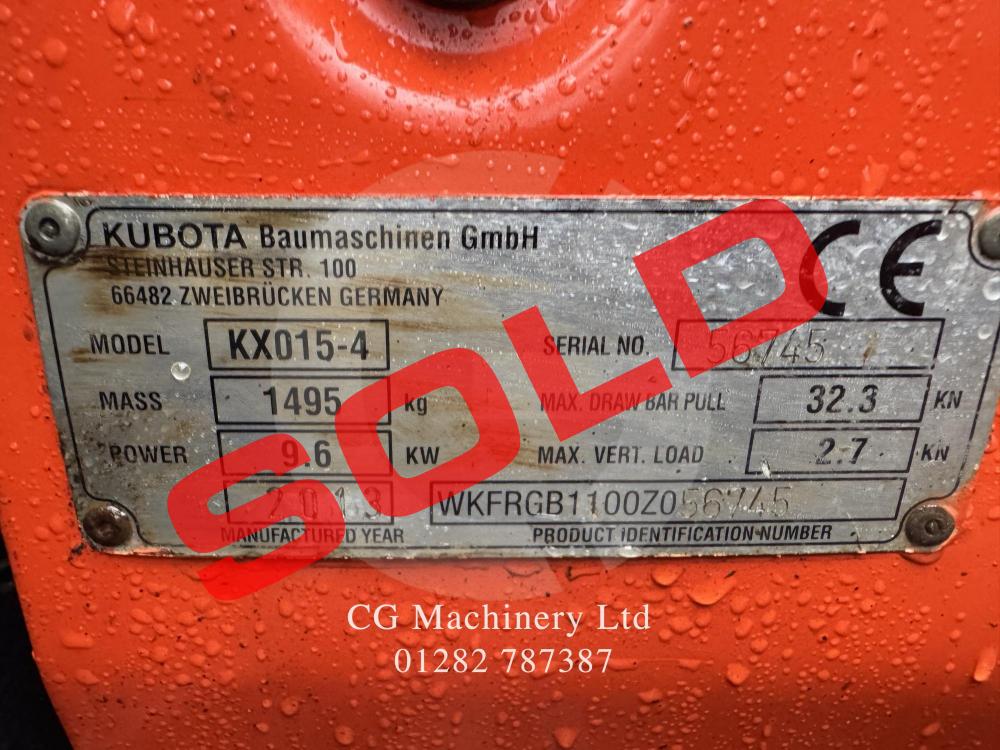 KUBOTA Baumaschinen GmbH
STEINHAUSER STR. 100
66482 ZWEIBRÜCKEN GERMANY
CE
MODEL KX015-4 SERIAL NO. 56745
MASS 1495 kg MAX. DRAW BAR PULL 32.3 KN
POWER 9.6 KW MAX. VERT. LOAD 2.7 KN
2013 WKFRGB1100Z056745
MANUFACTURED YEAR PRODUCT IDENTIFICATION NUMBER
SOLD
CG Machinery Ltd
01282 787387